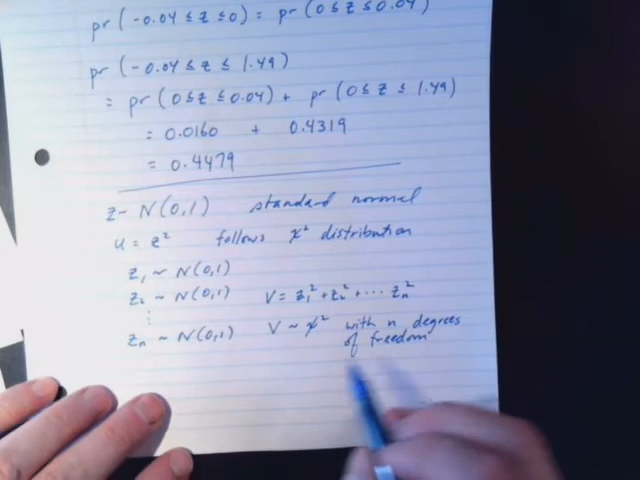 pr(-0.04 ≤ z ≤ 0) = pr(0 ≤ z ≤ 0.04)
pr(-0.04 ≤ z ≤ 1.49)
= pr(0 ≤ z ≤ 0.04) + pr(0 ≤ z ≤ 1.49)
= 0.0160 + 0.4319
= 0.4479
z ~ N(0,1) standard normal
u = z² follows χ² distribution
z₁ ~ N(0,1)
z₂ ~ N(0,1) V = z₁² + z₂² + ⋯ zₙ²
⋮
zₙ ~ N(0,1) V ~ χ² with n degrees
of freedom